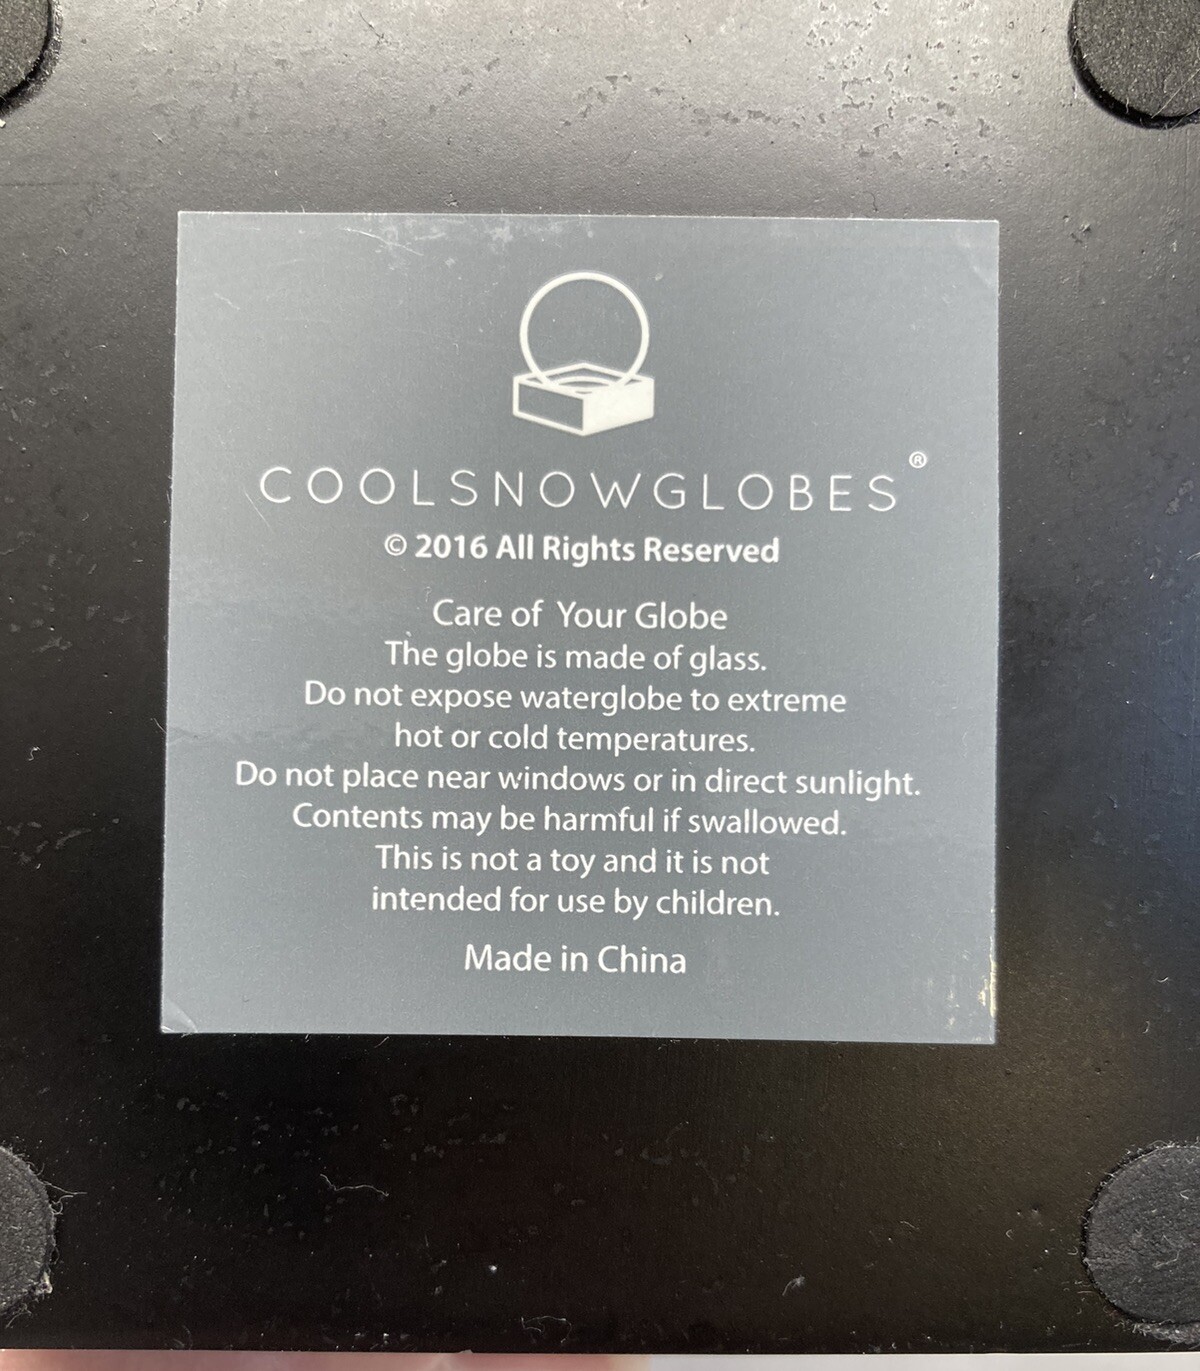 COOLSNOWGLOBES®
© 2016 All Rights Reserved
Care of Your Globe
The globe is made of glass.
Do not expose waterglobe to extreme
hot or cold temperatures.
Do not place near windows or in direct sunlight.
Contents may be harmful if swallowed.
This is not a toy and it is not
intended for use by children.
Made in China